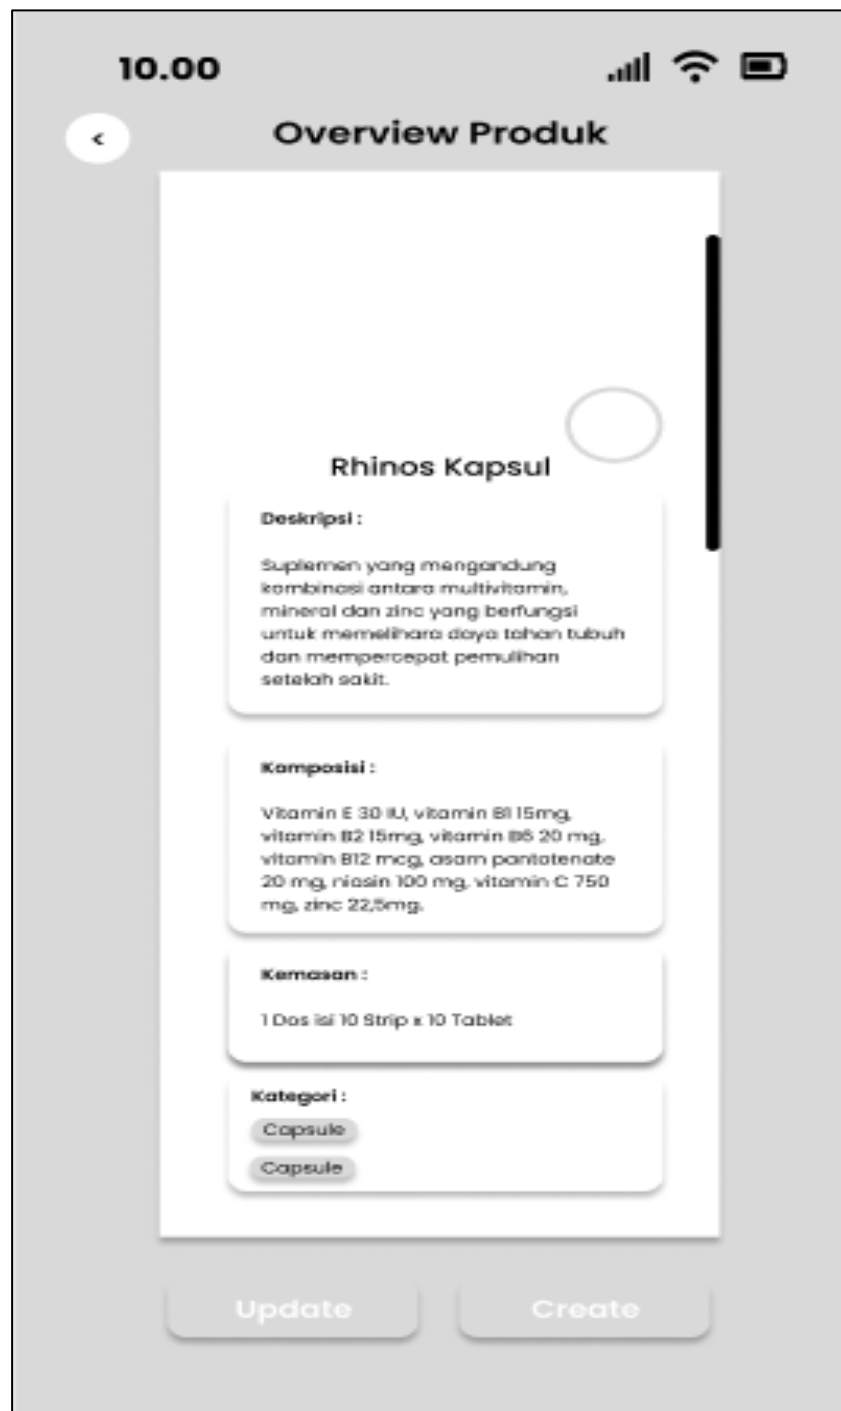 10.00
<
Overview Produk
Rhinos Kapsul
Deskripsi :
Suplemen yang mengandung
kombinasi antara multivitamin,
mineral dan zinc yang berfungsi
untuk memelihara daya tahan tubuh
dan mempercepat pemulihan
setelah sakit.
Komposisi :
Vitamin E 30 IU, vitamin B1 15mg,
vitamin B2 15mg, vitamin B6 20 mg,
vitamin B12 mcg, asam pantotenate
20 mg, niasin 100 mg, vitamin C 750
mg, zinc 22,5mg.
Kemasan :
1 Dos isi 10 Strip x 10 Tablet
Kategori :
Capsule
Capsule
Update Create